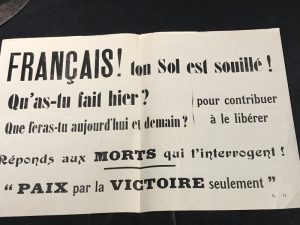 FRANÇAIS! ton Sol est souillé !
Qu'as-tu fait hier?
Que feras-tu aujourd'hui et demain?
pour contribuer
à le libérer
Réponds aux MORTS qui t'interrogent !
“ PAIX par la VICTOIRE seulement ”